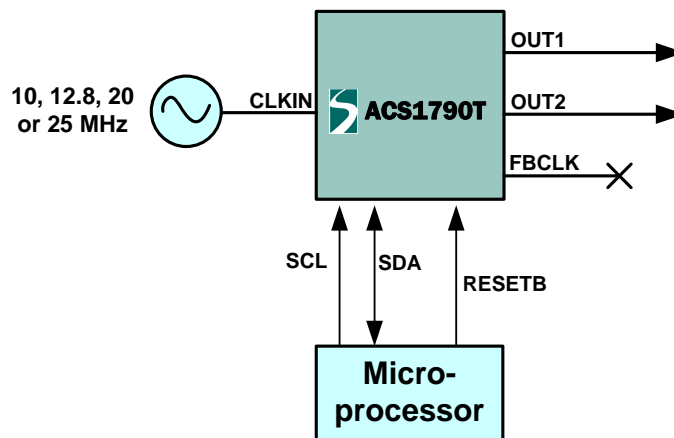 OUT1
10, 12.8, 20
or 25 MHz
CLKIN
ACS1790T
OUT2
FBCLK
SCL
SDA
RESETB
Micro-
processor